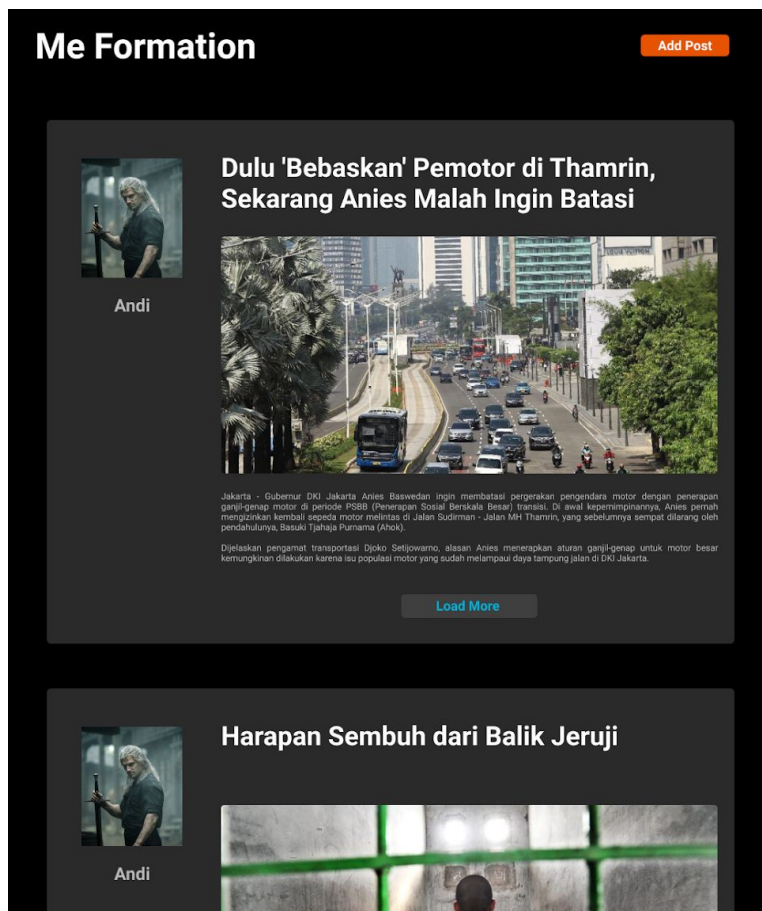 Me Formation
Add Post
Dulu 'Bebaskan' Pemotor di Thamrin,
Sekarang Anies Malah Ingin Batasi
Andi
Jakarta - Gubernur DKI Jakarta Anies Baswedan ingin membatasi pergerakan pengendara motor dengan penerapan
ganjil-genap motor di periode PSBB (Penerapan Sosial Berskala Besar) transisi. Di awal kepemimpinannya, Anies pernah
mengizinkan kembali sepeda motor melintas di Jalan Sudirman - Jalan MH Thamrin, yang sebelumnya sempat dilarang oleh
pendahulunya, Basuki Tjahaja Purnama (Ahok).
Dijelaskan pengamat transportasi Djoko Setijowarno, alasan Anies menerapkan aturan ganjil-genap untuk motor besar
kemungkinan dilakukan karena isu populasi motor yang sudah melampaui daya tampung jalan di DKI Jakarta.
Load More
Harapan Sembuh dari Balik Jeruji
Andi